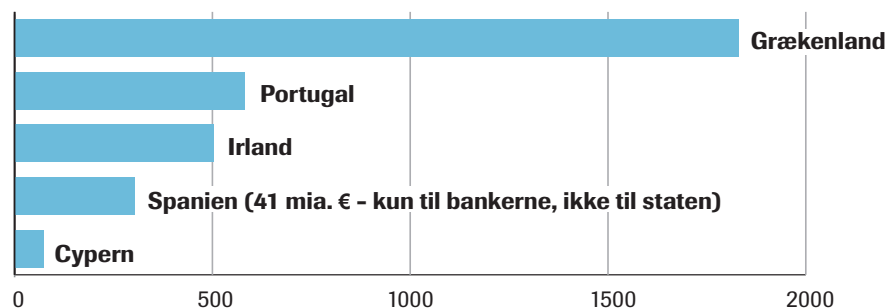 Grækenland
Portugal
Irland
Spanien (41 mia. € - kun til bankerne, ikke til staten)
Cypern
0 500 1000 1500 2000